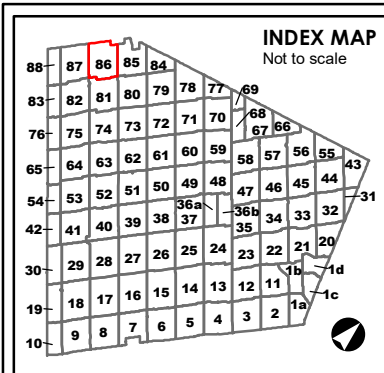 INDEX MAP
Not to scale
88 87 86 85 84
83 82 81 80 79 78 77 69
76 75 74 73 72 71 70 68 67 66
65 64 63 62 61 60 59 58 57 56 55 43
54 53 52 51 50 49 48 47 46 45 44 31
42 41 40 39 38 37 36a 36b 35 34 33 32
30 29 28 27 26 25 24 23 22 21 20
19 18 17 16 15 14 13 12 11 1b 1d
10 9 8 7 6 5 4 3 2 1a 1c